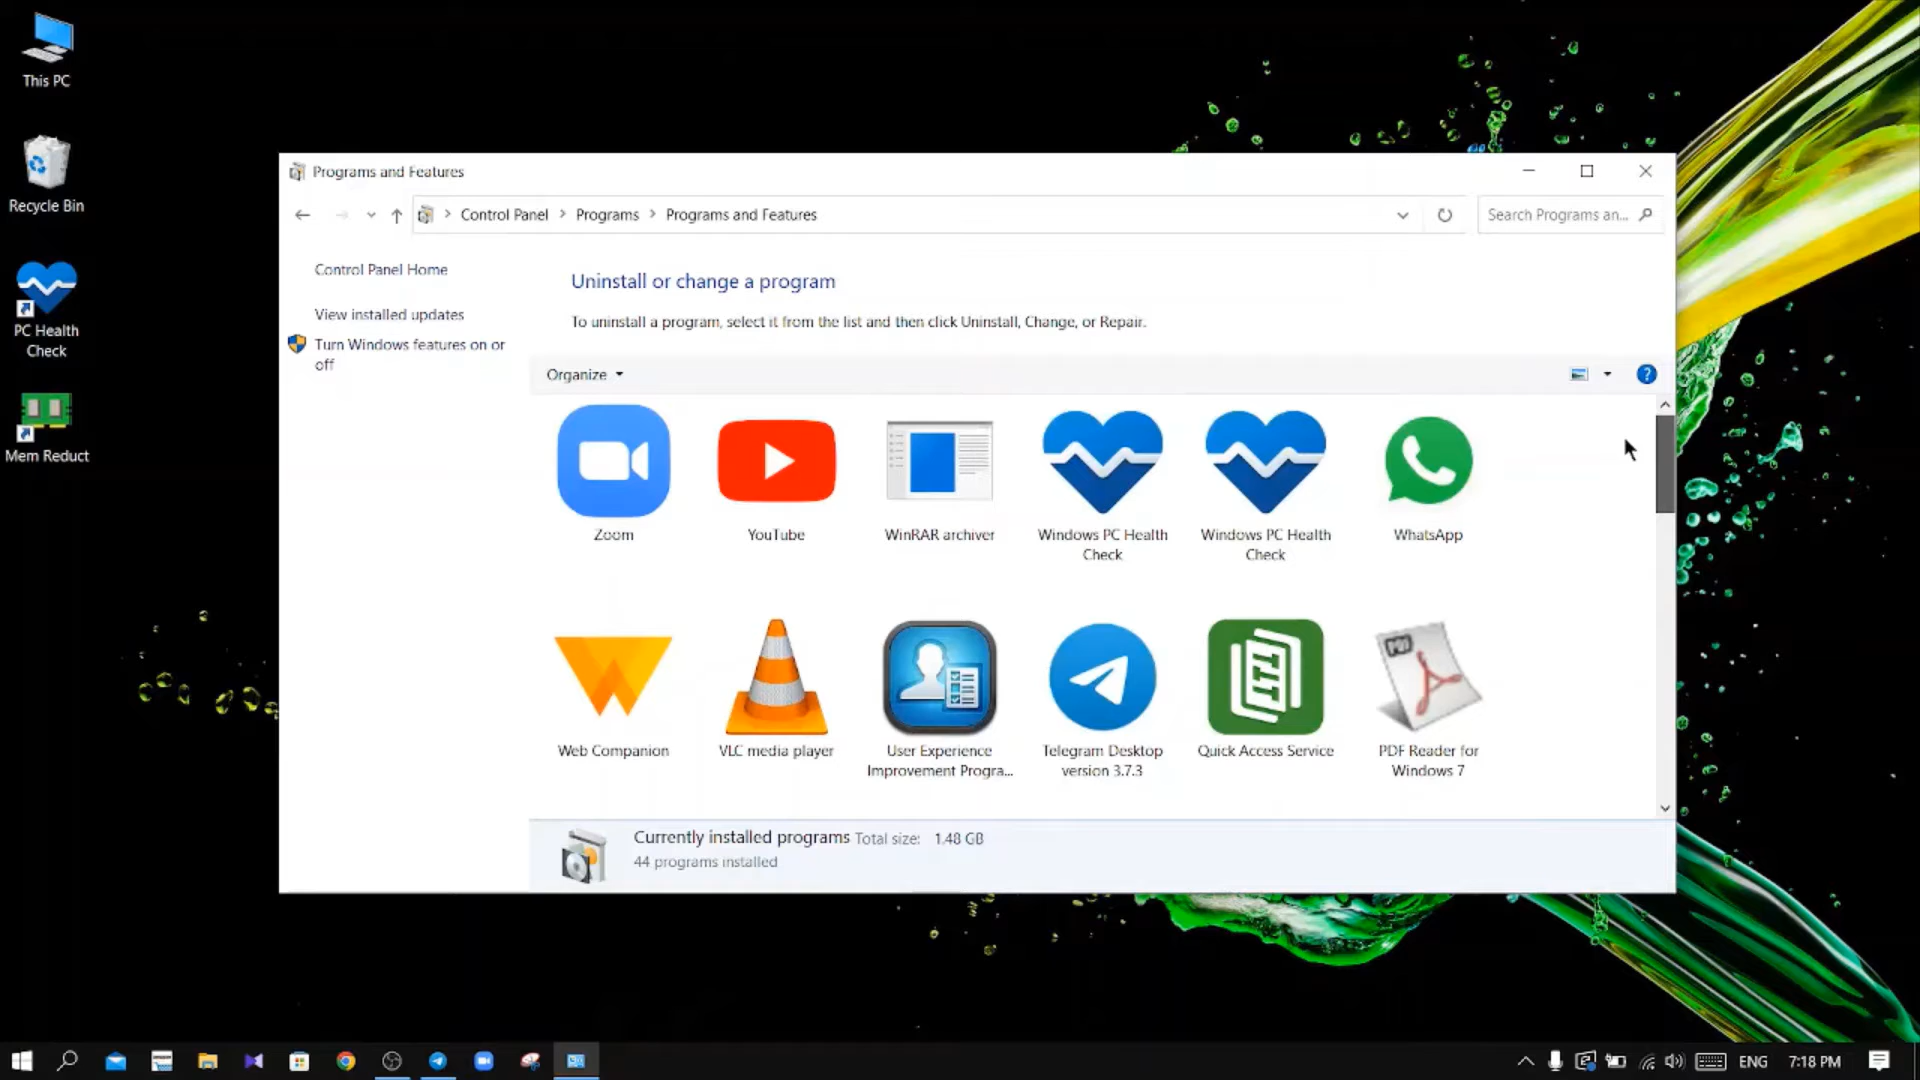 This PC
Recycle Bin
PC Health
Check
Mem Reduct
Programs and Features
Control Panel
Programs
Programs and Features
Search Programs an...
Control Panel Home
View installed updates
Turn Windows features on or
off
Uninstall or change a program
To uninstall a program, select it from the list and then click Uninstall, Change, or Repair.
Organize
?
Zoom
YouTube
WinRAR archiver
Windows PC Health
Check
Windows PC Health
Check
WhatsApp
Web Companion
VLC media player
User Experience
Improvement Progra...
Telegram Desktop
version 3.7.3
Quick Access Service
PDF Reader for
Windows 7
Currently installed programs Total size: 1.48 GB
44 programs installed
ENG
7:18 PM